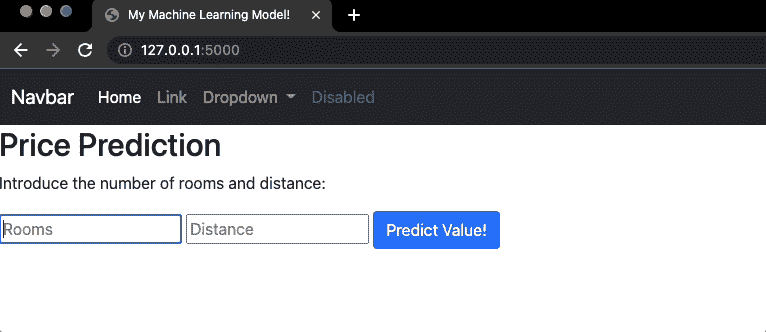 My Machine Learning Model!
127.0.0.1:5000
Navbar Home Link Dropdown Disabled
Price Prediction
Introduce the number of rooms and distance:
Rooms Distance Predict Value!